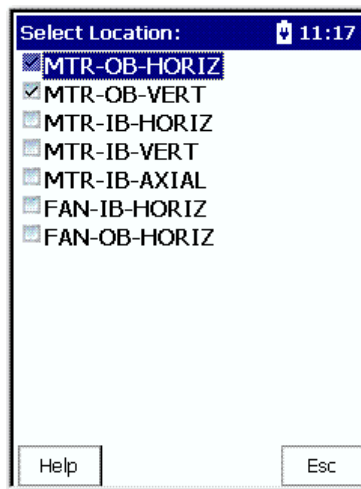 Select Location: 11:17
MTR-OB-HORIZ
MTR-OB-VERT
MTR-IB-HORIZ
MTR-IB-VERT
MTR-IB-AXIAL
FAN-IB-HORIZ
FAN-OB-HORIZ
Help Esc